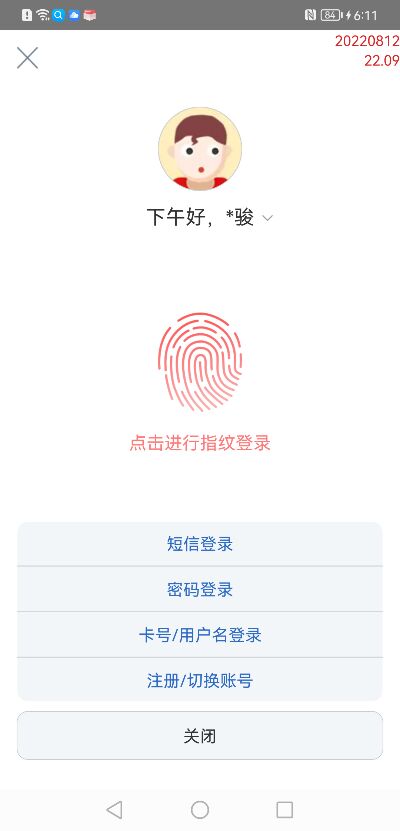 84 6:11
20220812
22.09
下午好，*骏
点击进行指纹登录
短信登录
密码登录
卡号/用户名登录
注册/切换账号
关闭